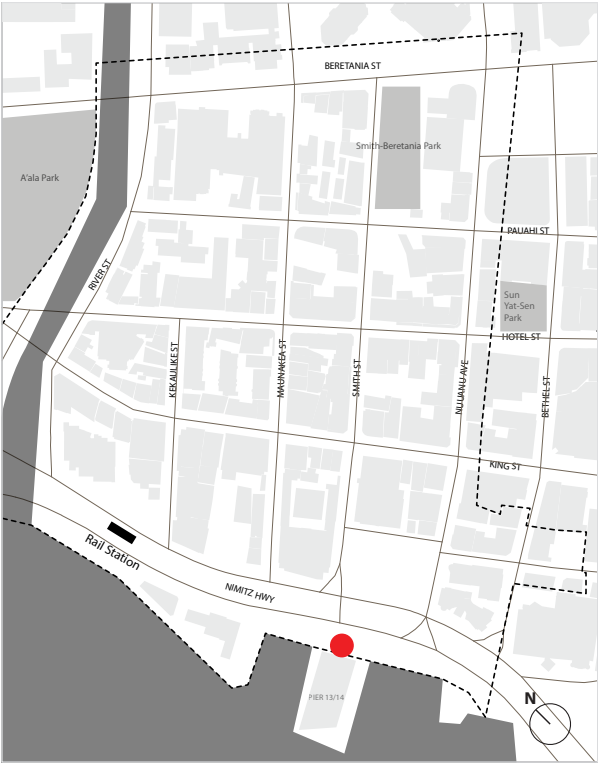 BERETANIA ST
Smith-Beretania Park
A'ala Park
PAUAHI ST
RIVER ST
Sun
Yat-Sen
Park
HOTEL ST
KEKAULIKE ST
MAUNAKEA ST
SMITH ST
NUUANU AVE
BETHEL ST
KING ST
Rail Station
NIMITZ HWY
PIER 13/14
N